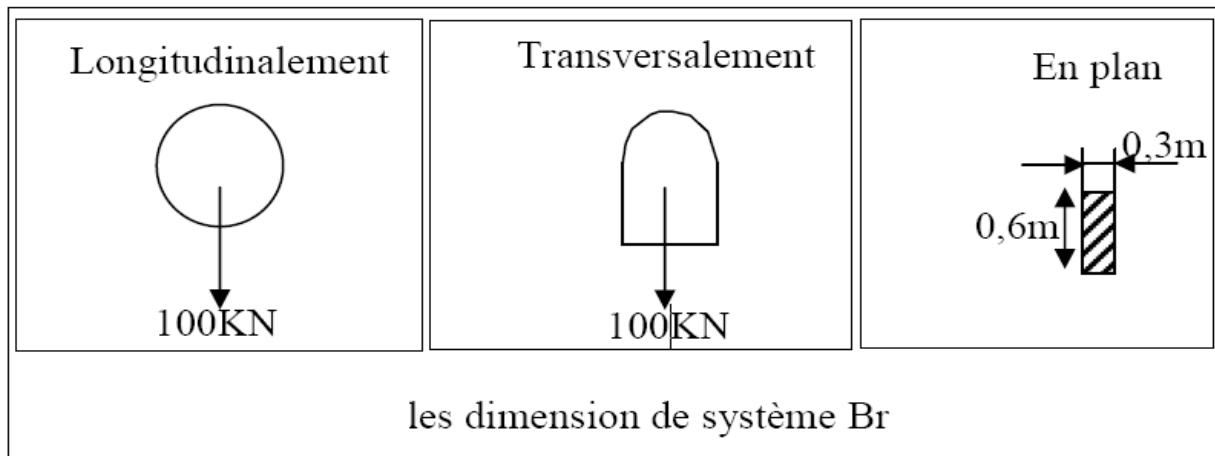 Longitudinalement
100KN
Transversalement
100KN
En plan
0,3m
0,6m
les dimension de système Br